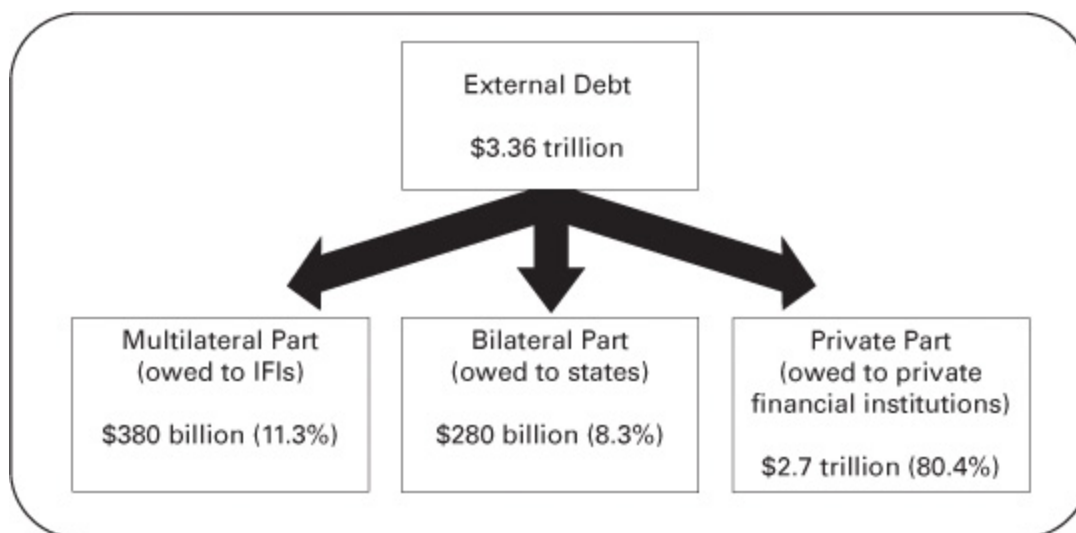 External Debt
$3.36 trillion
Multilateral Part
(owed to IFIs)
$380 billion (11.3%)
Bilateral Part
(owed to states)
$280 billion (8.3%)
Private Part
(owed to private
financial institutions)
$2.7 trillion (80.4%)